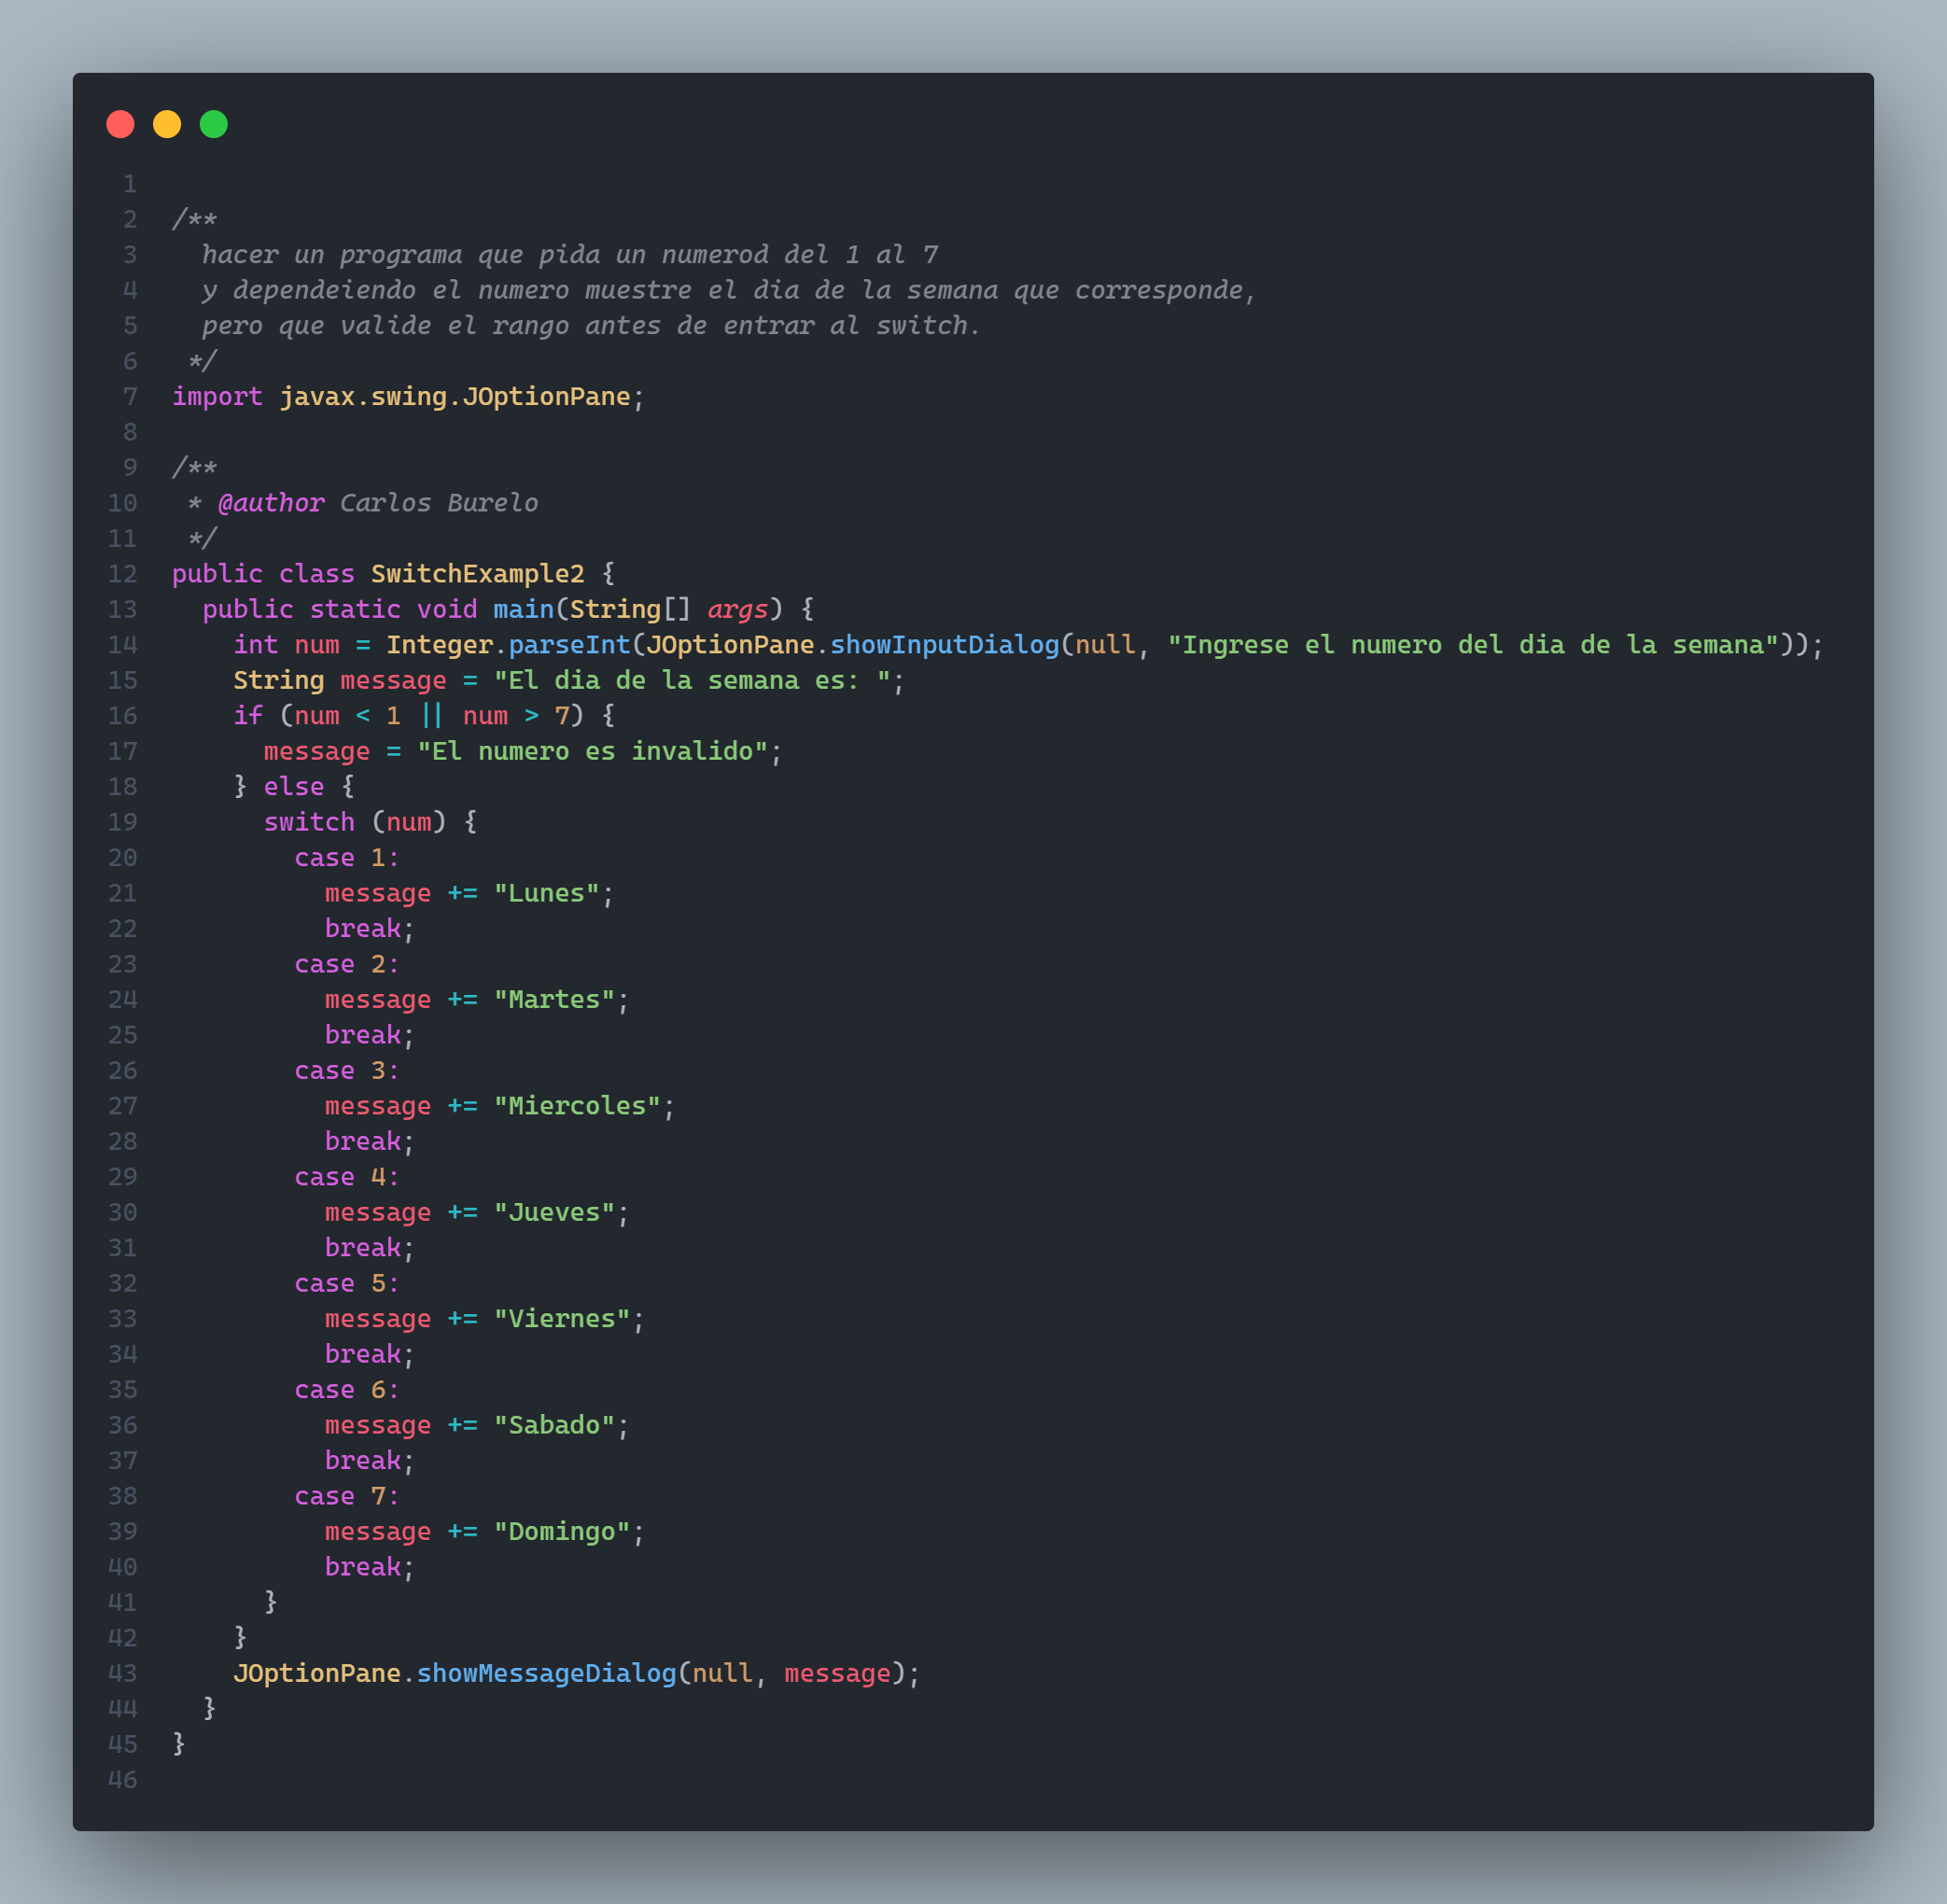 1
2 /**
3   hacer un programa que pida un numerod del 1 al 7
4   y dependeiendo el numero muestre el dia de la semana que corresponde,
5   pero que valide el rango antes de entrar al switch.
6  */
7 import javax.swing.JOptionPane;
8
9 /**
10  * @author Carlos Burelo
11  */
12 public class SwitchExample2 {
13   public static void main(String[] args) {
14     int num = Integer.parseInt(JOptionPane.showInputDialog(null, "Ingrese el numero del dia de la semana"));
15     String message = "El dia de la semana es: ";
16     if (num < 1 || num > 7) {
17       message = "El numero es invalido";
18     } else {
19       switch (num) {
20         case 1:
21           message += "Lunes";
22           break;
23         case 2:
24           message += "Martes";
25           break;
26         case 3:
27           message += "Miercoles";
28           break;
29         case 4:
30           message += "Jueves";
31           break;
32         case 5:
33           message += "Viernes";
34           break;
35         case 6:
36           message += "Sabado";
37           break;
38         case 7:
39           message += "Domingo";
40           break;
41       }
42     }
43     JOptionPane.showMessageDialog(null, message);
44   }
45 }
46